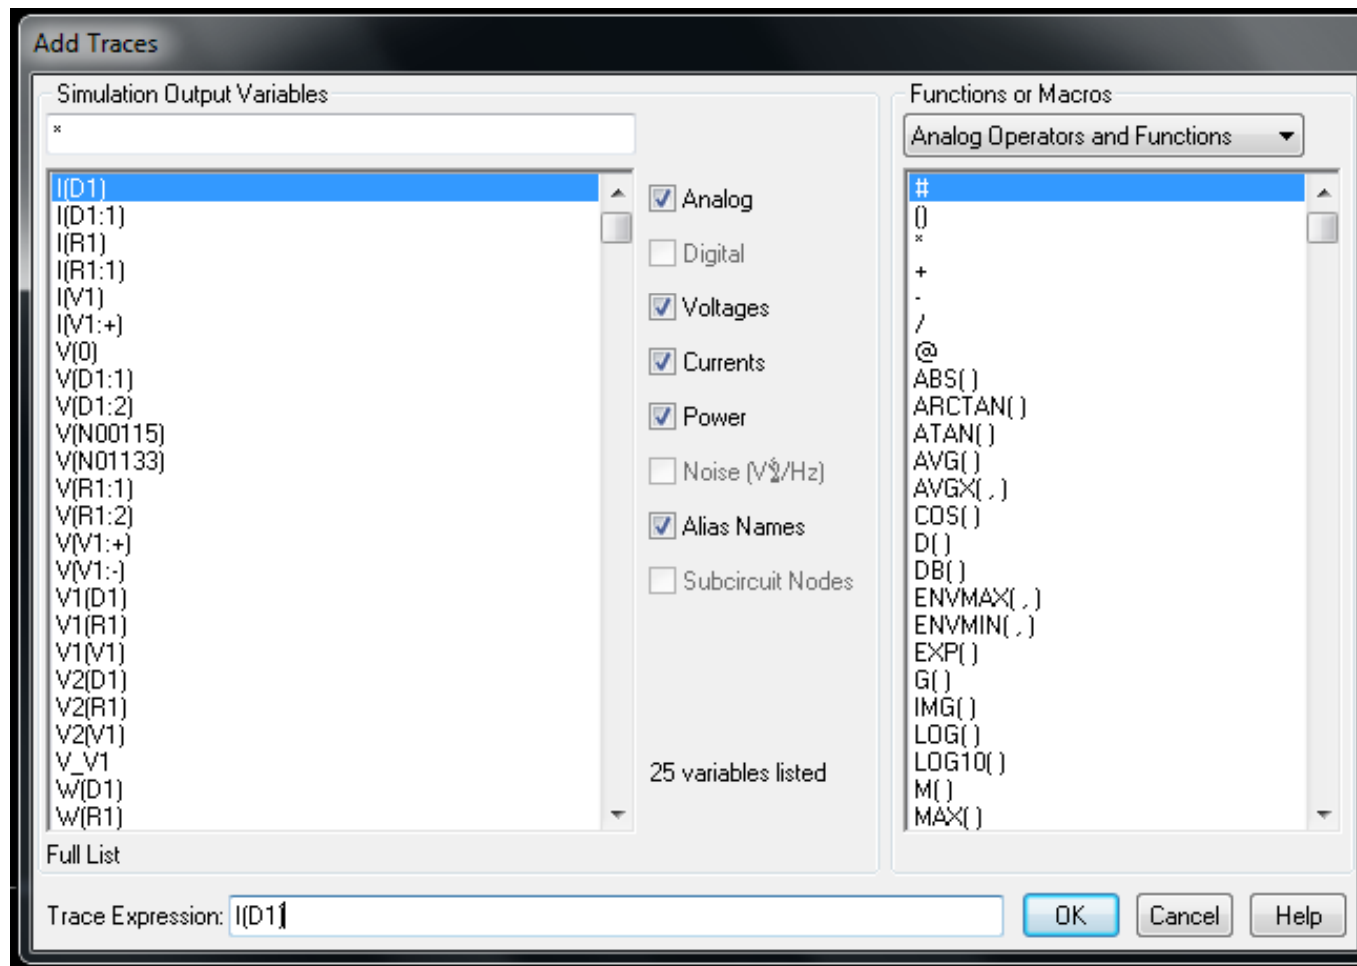 Add Traces
Simulation Output Variables
*
I(D1)
I(D1:1)
I(R1)
I(R1:1)
I(V1)
I(V1:+)
V(0)
V(D1:1)
V(D1:2)
V(N00115)
V(N01133)
V(R1:1)
V(R1:2)
V(V1:+)
V(V1:-)
V1(D1)
V1(R1)
V1(V1)
V2(D1)
V2(R1)
V2(V1)
V_V1
W(D1)
W(R1)
Full List
Analog
Digital
Voltages
Currents
Power
Noise (V²/Hz)
Alias Names
Subcircuit Nodes
25 variables listed
Functions or Macros
Analog Operators and Functions
#
()
*
+
-
/
@
ABS( )
ARCTAN( )
ATAN( )
AVG( )
AVGX( , )
COS( )
D( )
DB( )
ENVMAX( , )
ENVMIN( , )
EXP( )
G( )
IMG( )
LOG( )
LOG10( )
M( )
MAX( )
Trace Expression: I(D1)
OK
Cancel
Help